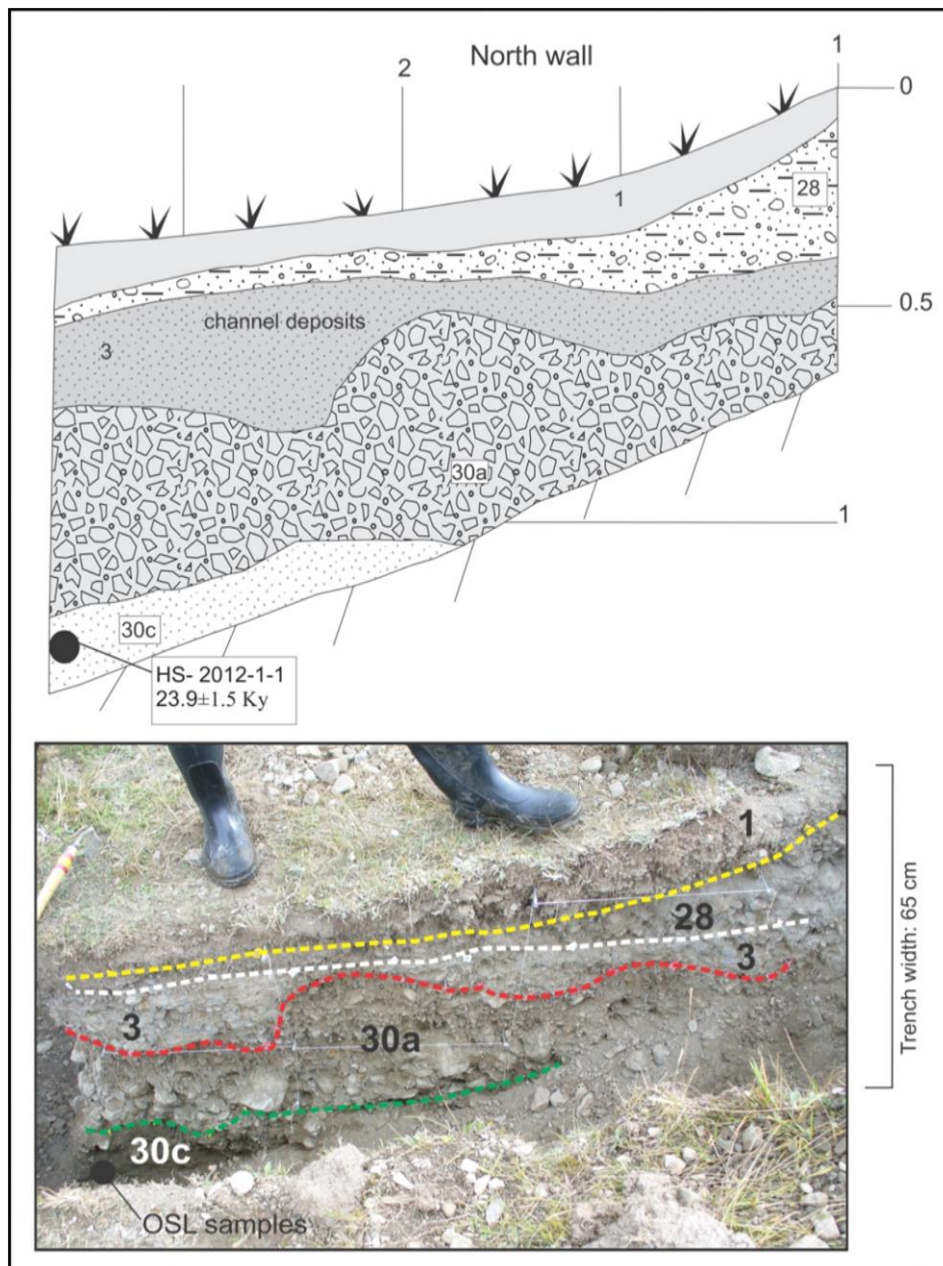 North wall
1
2
0
28
1
0.5
channel deposits
3
30a
1
30c
HS- 2012-1-1
23.9±1.5 Ky
1
28
3
3
30a
30c
OSL samples
Trench width: 65 cm